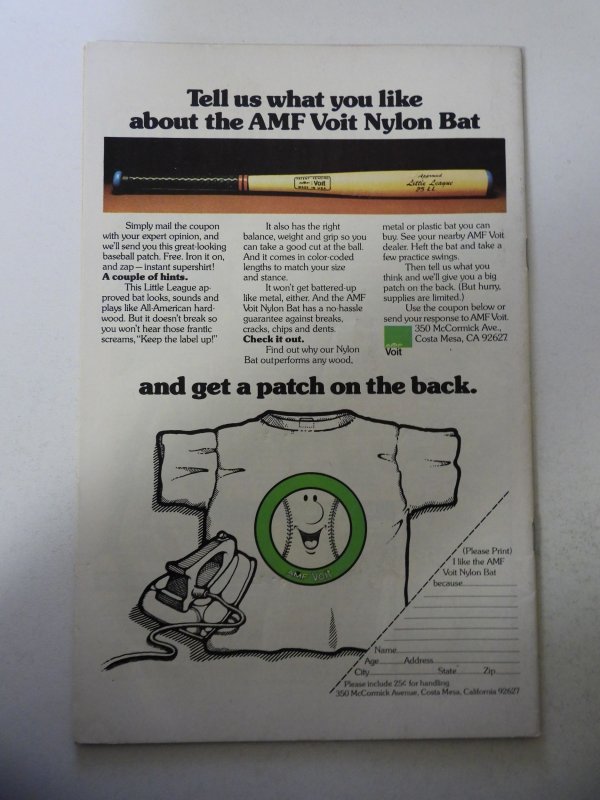 Tell us what you like
about the AMF Voit Nylon Bat
Voit
MADE IN U.S.A.
Approved
Little League
Simply mail the coupon
with your expert opinion, and
we'll send you this great-looking
baseball patch. Free. Iron it on,
and zap — instant supershirt!
A couple of hints.
This Little League ap-
proved bat looks, sounds and
plays like All-American hard-
wood. But it doesn't break so
you won't hear those frantic
screams, "Keep the label up!"
It also has the right
balance, weight and grip so you
can take a good cut at the ball.
And it comes in color-coded
lengths to match your size
and stance.
It won't get battered-up
like metal, either. And the AMF
Voit Nylon Bat has a no-hassle
guarantee against breaks,
cracks, chips and dents.
Check it out.
Find out why our Nylon
Bat outperforms any wood,
metal or plastic bat you can
buy. See your nearby AMF Voit
dealer. Heft the bat and take a
few practice swings.
Then tell us what you
think and we'll give you a big
patch on the back. (But hurry,
supplies are limited.)
Use the coupon below or
send your response to AMF Voit.
350 McCormick Ave.,
Costa Mesa, CA 92627.
Voit
and get a patch on the back.
AMF Voit
(Please Print)
I like the AMF
Voit Nylon Bat
because
Name
Age Address
City State Zip
Please include 25¢ for handling
350 McCormick Avenue, Costa Mesa, California 92627